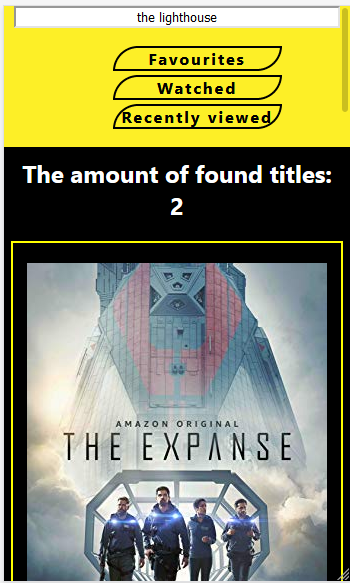 the lighthouse
Favourites
Watched
Recently viewed
The amount of found titles:
2
AMAZON ORIGINAL
THE EXPANSE